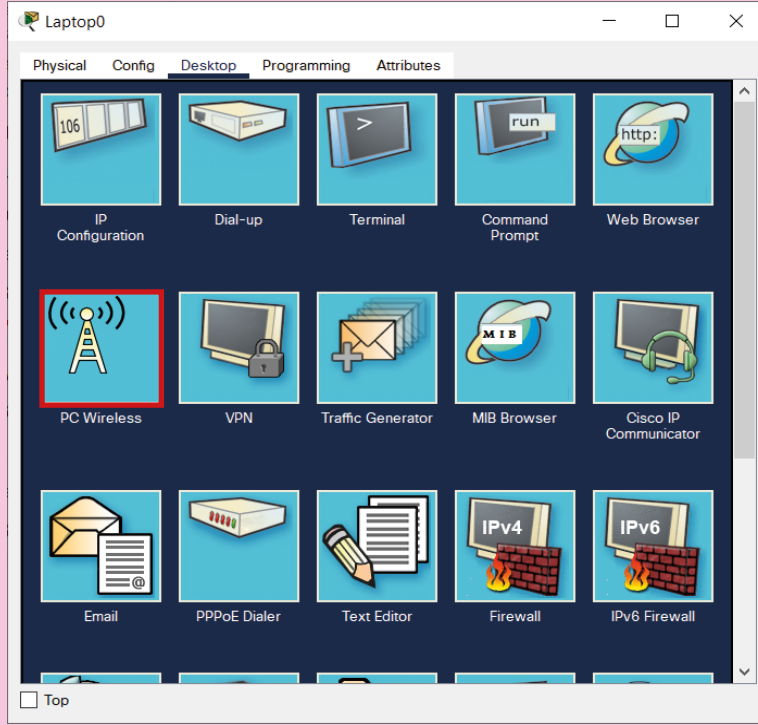 Laptop0
Physical Config Desktop Programming Attributes
106
>
run
http:
IP
Configuration
Dial-up
Terminal
Command
Prompt
Web Browser
MIB
PC Wireless
VPN
Traffic Generator
MIB Browser
Cisco IP
Communicator
@
IPv4
IPv6
Email
PPPoE Dialer
Text Editor
Firewall
IPv6 Firewall
Top